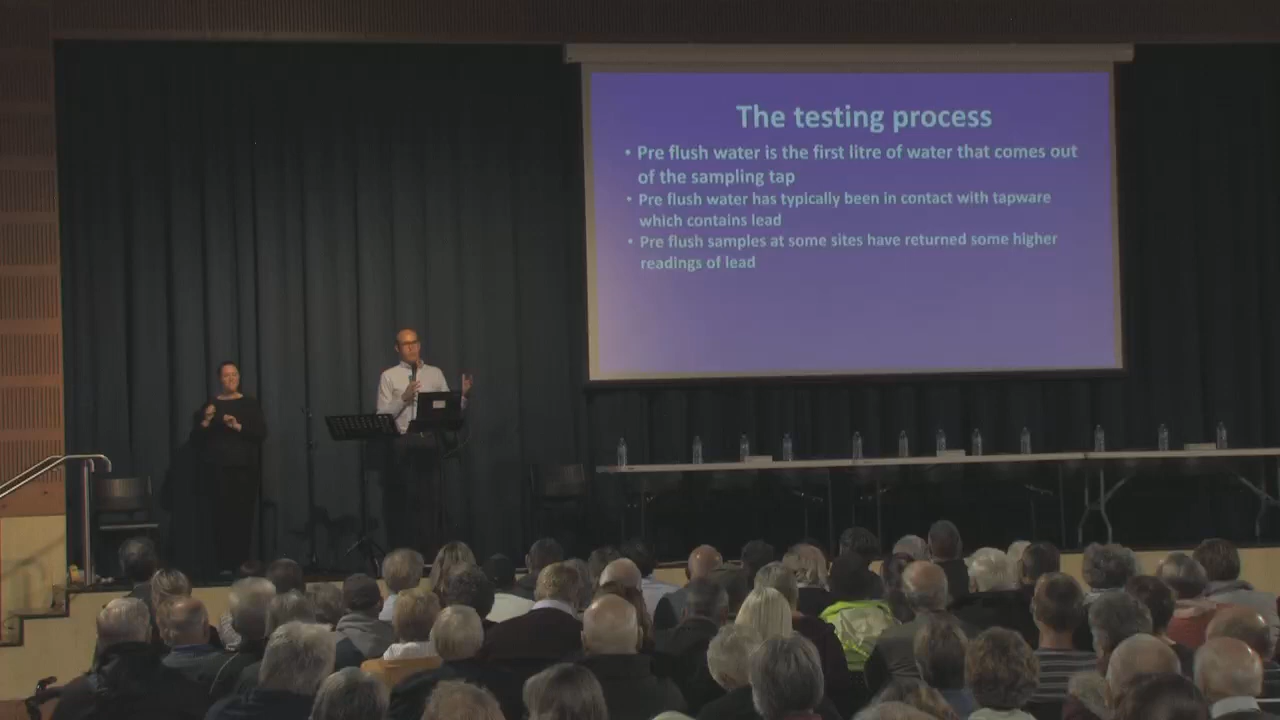 The testing process
• Pre flush water is the first litre of water that comes out
of the sampling tap
• Pre flush water has typically been in contact with tapware
which contains lead
• Pre flush samples at some sites have returned some higher
readings of lead